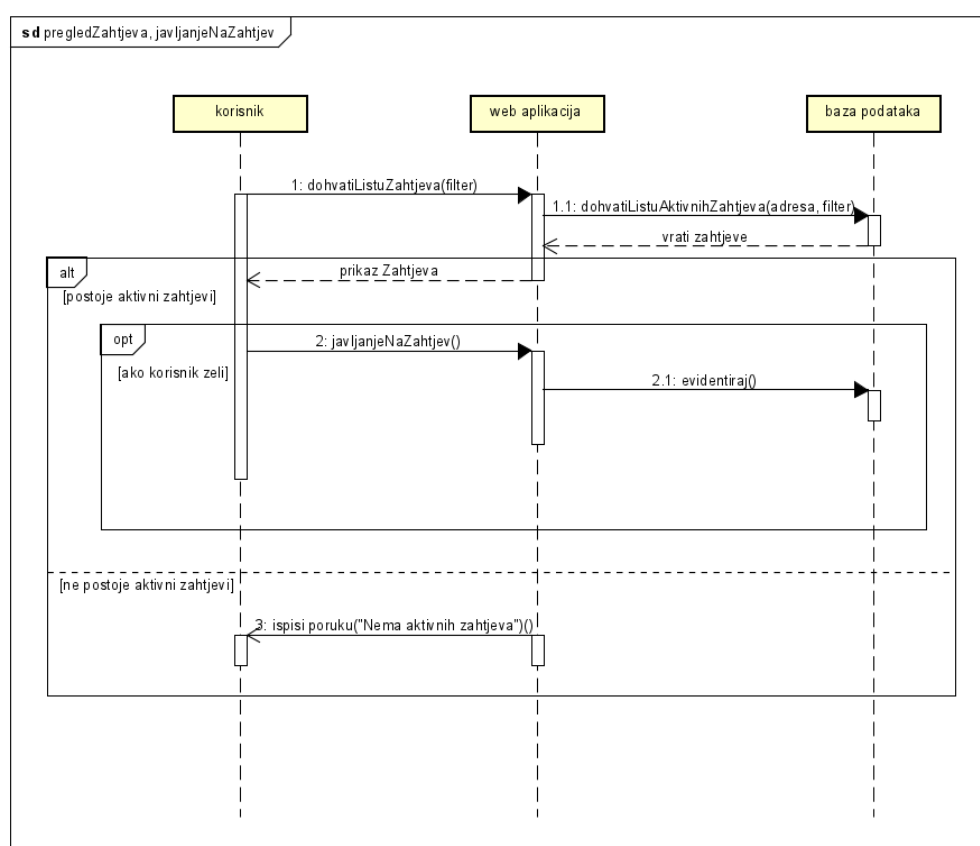 sd pregledZahtjeva, javljanjeNaZahtjev
korisnik
web aplikacija
baza podataka
1: dohvatiListuZahtjeva(filter)
1.1: dohvatiListuAktivnihZahtjeva(adresa, filter)
vrati zahtjeve
alt
prikaz Zahtjeva
[postoje aktivni zahtjevi]
opt
2: javljanjeNaZahtjev()
[ako korisnik zeli]
2.1: evidentiraj()
[ne postoje aktivni zahtjevi]
3: ispisi poruku("Nema aktivnih zahtjeva")()